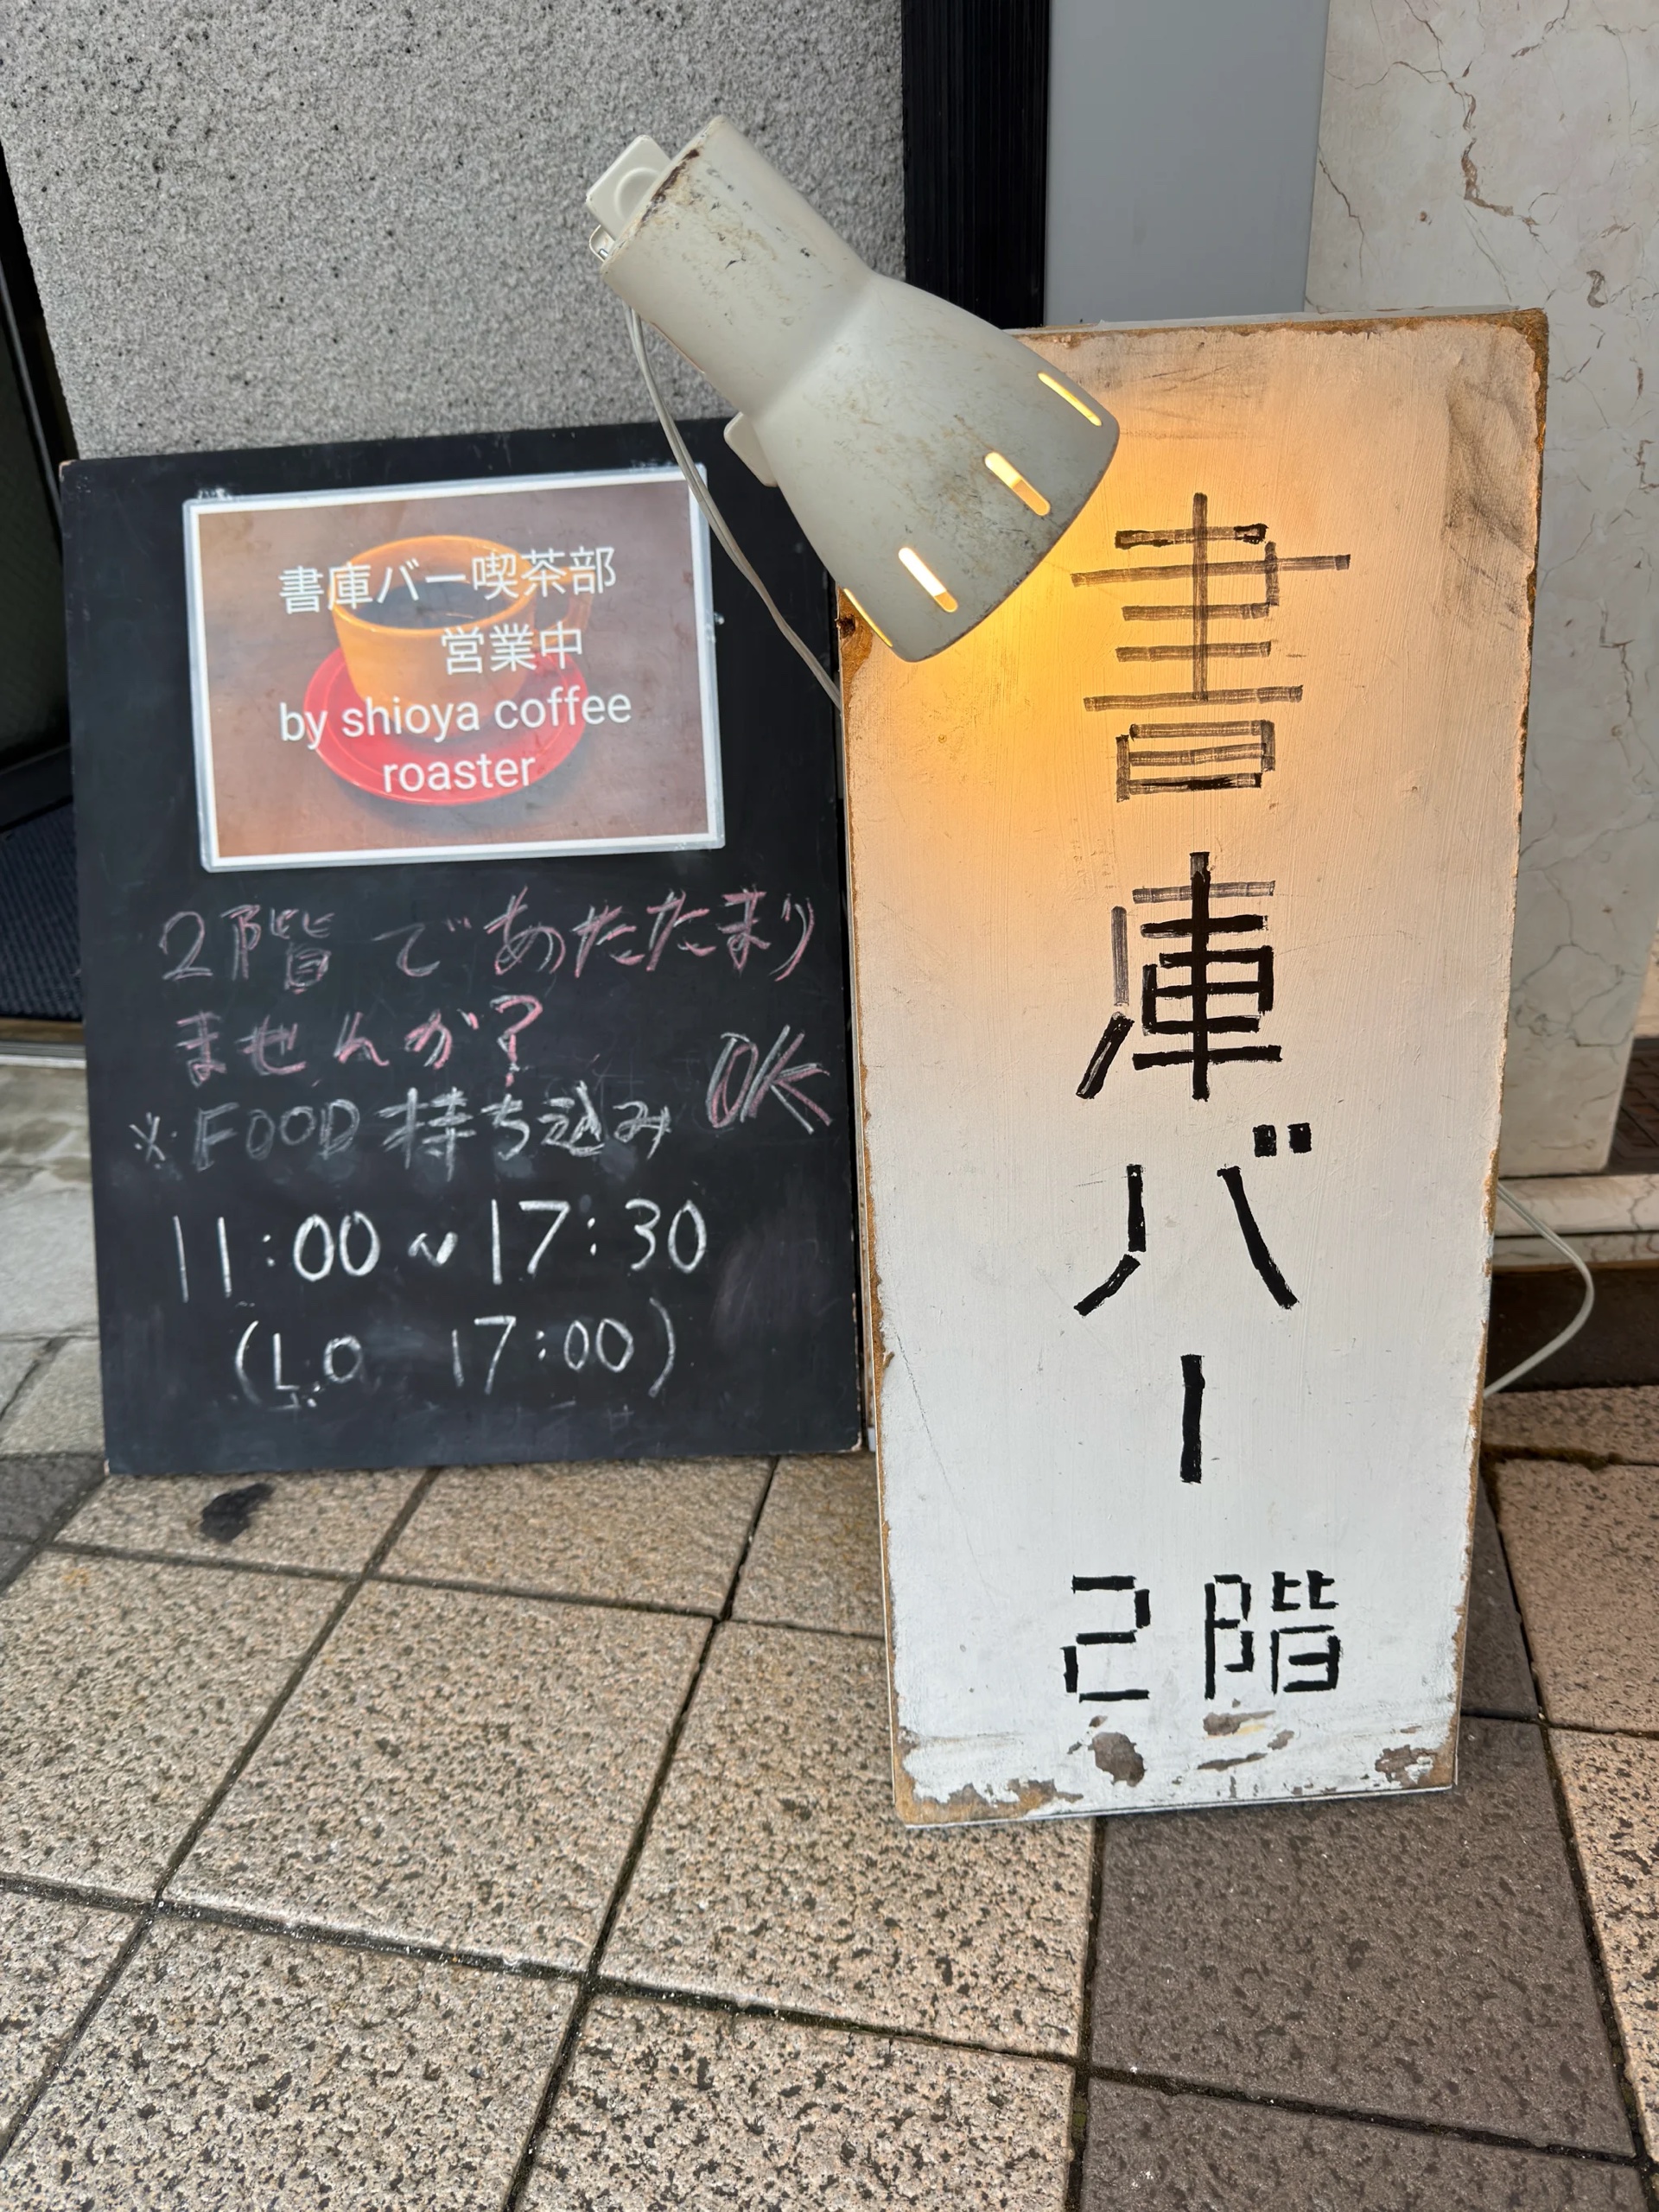 書庫バー喫茶部
営業中
by shioya coffee
roaster
2階であたたまり
ませんか?
※FOOD持ち込みOK
11:00~17:30
(L.O 17:00)
書庫バー
2階